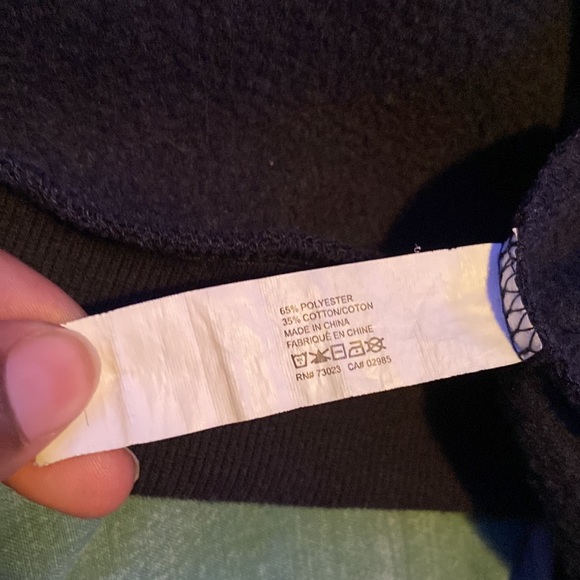 65% POLYESTER
35% COTTON/COTON
MADE IN CHINA
FABRIQUÉ EN CHINE
RN# 73023 CA# 02985